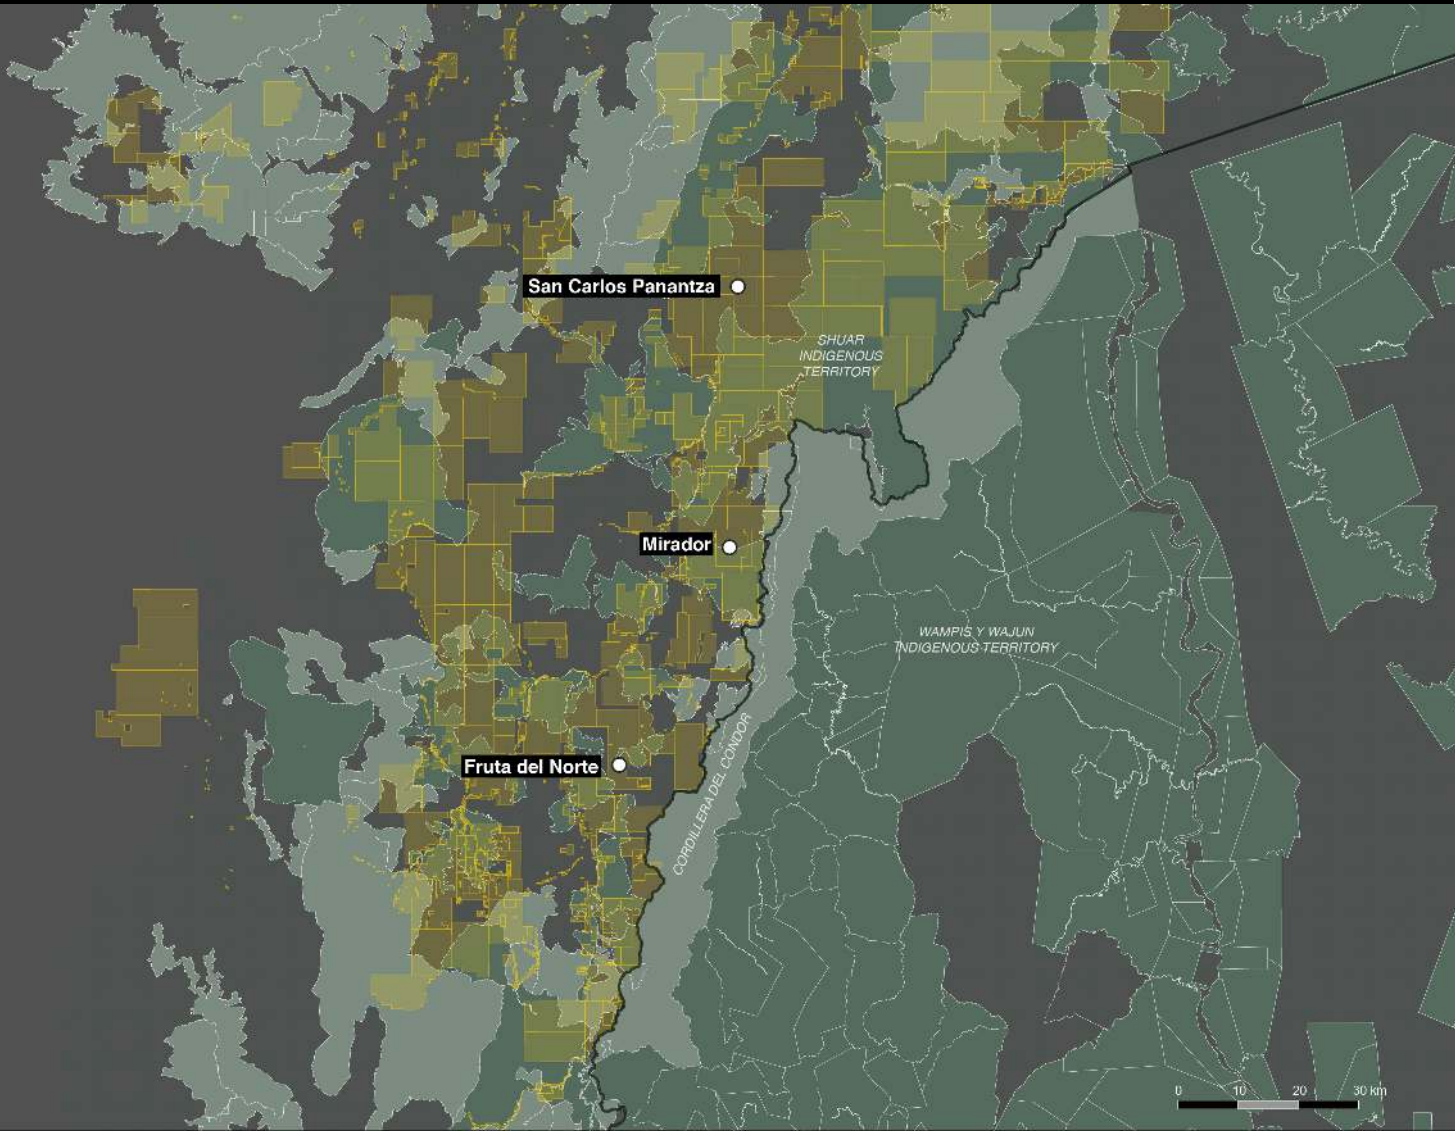 San Carlos Panantza
SHUAR
INDIGENOUS
TERRITORY
Mirador
WAMPIS Y WAJUN
INDIGENOUS TERRITORY
Fruta del Norte
CORDILLERA DEL CÓNDOR
0 10 20 30 km